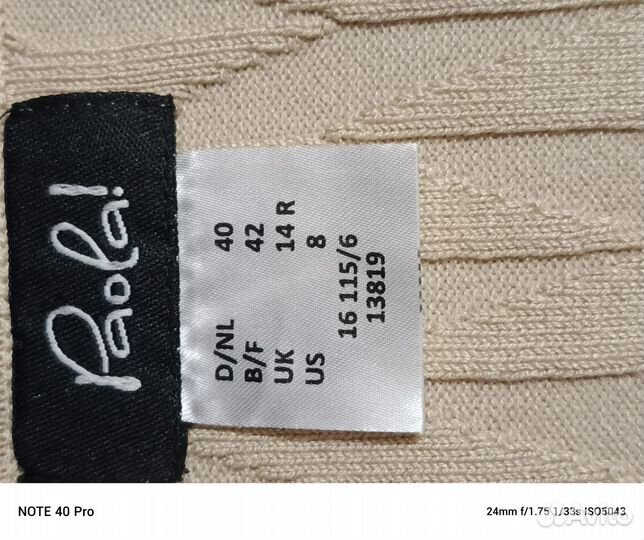 Paola!
D/NL 40
B/F 42
UK 14 R
US 8
16 115/6
13819
NOTE 40 Pro
24mm f/1.75 1/33s ISO5043
Avito